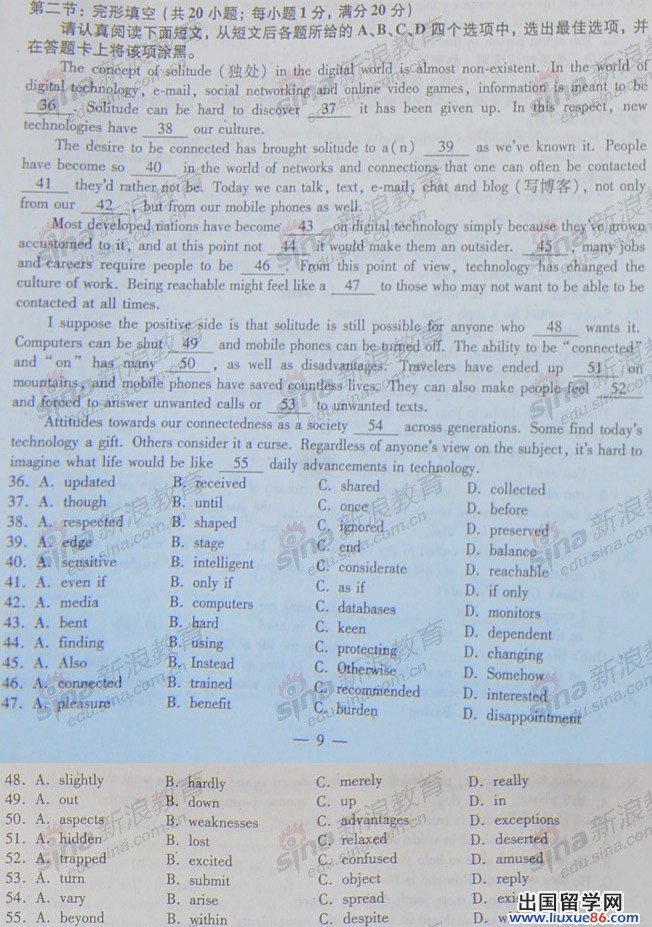 第二节：完形填空（共20小题；每小题1分，满分20分）
请认真阅读下面短文，从短文后各题所给的A、B、C、D四个选项中，选出最佳选项，并
在答题卡上将该项涂黑。
The concept of solitude (独处) in the digital world is almost non-existent. In the world of
digital technology, e-mail, social networking and online video games, information is meant to be
36 . Solitude can be hard to discover 37 it has been given up. In this respect, new
technologies have 38 our culture.
The desire to be connected has brought solitude to a(n) 39 as we've known it. People
have become so 40 in the world of networks and connections that one can often be contacted
41 they'd rather not be. Today we can talk, text, e-mail, chat and blog (写博客), not only
from our 42 , but from our mobile phones as well.
Most developed nations have become 43 on digital technology simply because they've grown
accustomed to it, and at this point not 44 it would make them an outsider. 45 , many jobs
and careers require people to be 46 . From this point of view, technology has changed the
culture of work. Being reachable might feel like a 47 to those who may not want to be able to be
contacted at all times.
I suppose the positive side is that solitude is still possible for anyone who 48 wants it.
Computers can be shut 49 and mobile phones can be turned off. The ability to be "connected"
and "on" has many 50 , as well as disadvantages. Travelers have ended up 51 on
mountains, and mobile phones have saved countless lives. They can also make people feel 52
and forced to answer unwanted calls or 53 to unwanted texts.
Attitudes towards our connectedness as a society 54 across generations. Some find today's
technology a gift. Others consider it a curse. Regardless of anyone's view on the subject, it's hard to
imagine what life would be like 55 daily advancements in technology.
36. A. updated B. received C. shared D. collected
37. A. though B. until C. once D. before
38. A. respected B. shaped C. ignored D. preserved
39. A. edge B. stage C. end D. balance
40. A. sensitive B. intelligent C. considerate D. reachable
41. A. even if B. only if C. as if D. if only
42. A. media B. computers C. databases D. monitors
43. A. bent B. hard C. keen D. dependent
44. A. finding B. using C. protecting D. changing
45. A. Also B. Instead C. Otherwise D. Somehow
46. A. connected B. trained C. recommended D. interested
47. A. pleasure B. benefit C. burden D. disappointment
— 9 —
48. A. slightly B. hardly C. merely D. really
49. A. out B. down C. up D. in
50. A. aspects B. weaknesses C. advantages D. exceptions
51. A. hidden B. lost C. relaxed D. deserted
52. A. trapped B. excited C. confused D. amused
53. A. turn B. submit C. object D. reply
54. A. vary B. arise C. spread D.
55. A. beyond B. within C. despite D.
出国留学网
www.liuxue86.com
sina 新浪教育
edu.sina.com.cn